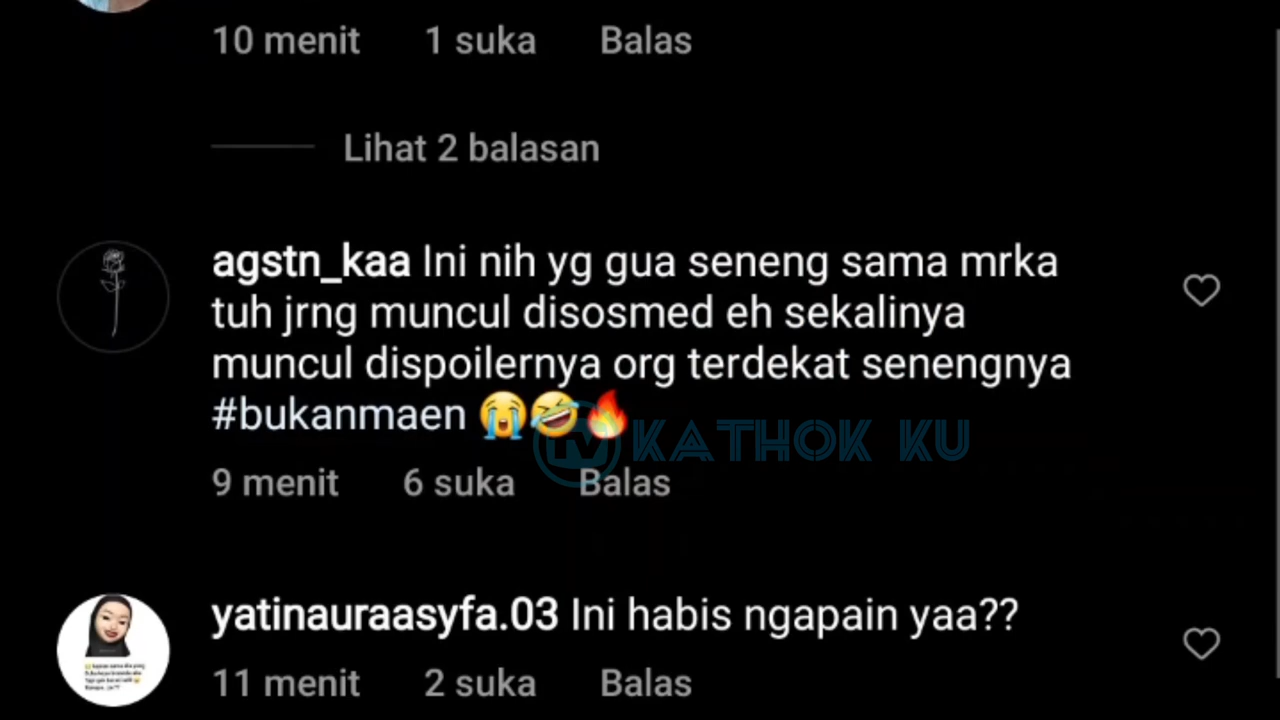 10 menit 1 suka Balas
Lihat 2 balasan
agstn_kaa Ini nih yg gua seneng sama mrka
tuh jrng muncul disosmed eh sekalinya
muncul dispoilernya org terdekat senengnya
#bukanmaen 😭🤣🔥
KATHOK KU
9 menit 6 suka Balas
yatinauraasyfa.03 Ini habis ngapain yaa??
11 menit 2 suka Balas